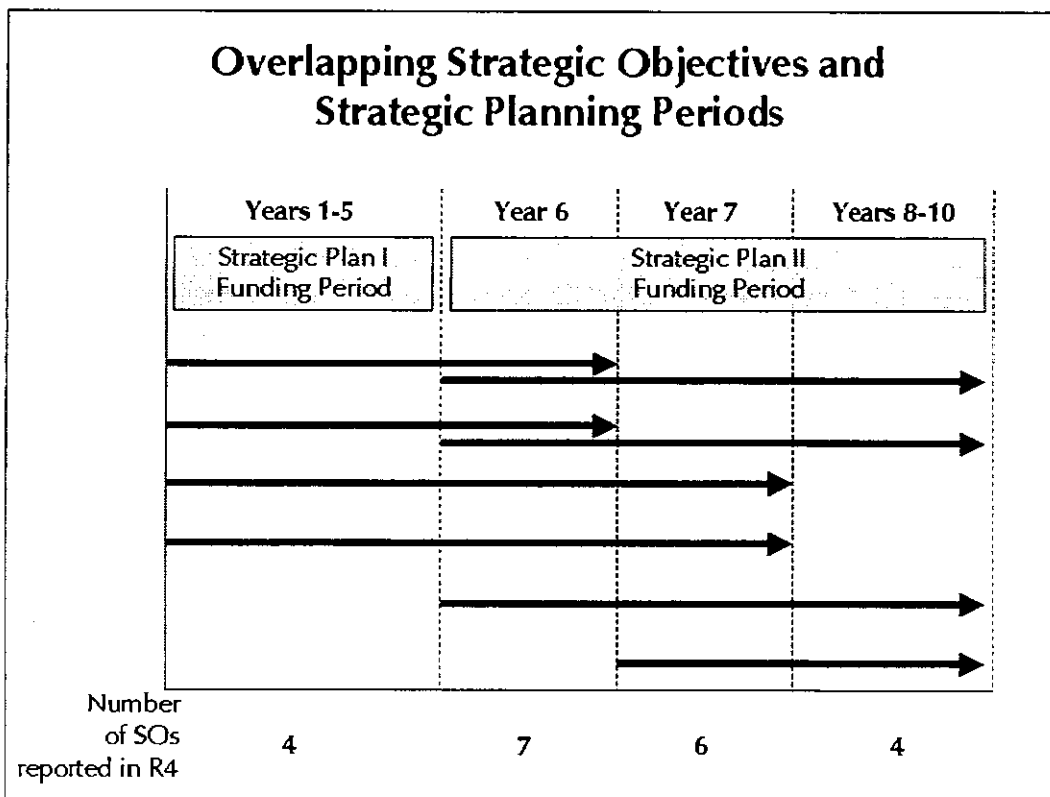 Overlapping Strategic Objectives and
Strategic Planning Periods
Years 1-5 Year 6 Year 7 Years 8-10
Strategic Plan I
Funding Period
Strategic Plan II
Funding Period
Number
of SOs
reported in R4
4 7 6 4